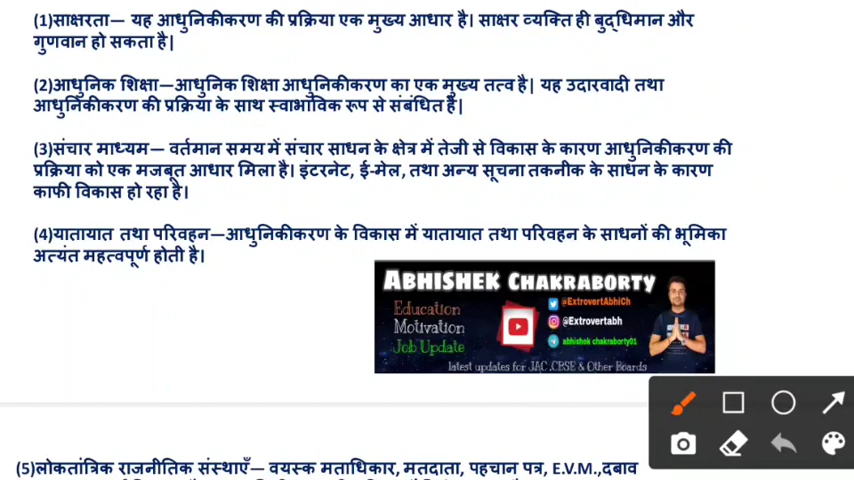 (1)साक्षरता— यह आधुनिकीकरण की प्रक्रिया एक मुख्य आधार है। साक्षर व्यक्ति ही बुद्धिमान और
गुणवान हो सकता है|
(2)आधुनिक शिक्षा—आधुनिक शिक्षा आधुनिकीकरण का एक मुख्य तत्व है| यह उदारवादी तथा
आधुनिकीकरण की प्रक्रिया के साथ स्वाभाविक रूप से संबंधित है|
(3)संचार माध्यम— वर्तमान समय में संचार साधन के क्षेत्र में तेजी से विकास के कारण आधुनिकीकरण की
प्रक्रिया को एक मजबूत आधार मिला है। इंटरनेट, ई-मेल, तथा अन्य सूचना तकनीक के साधन के कारण
काफी विकास हो रहा है।
(4)यातायात तथा परिवहन—आधुनिकीकरण के विकास में यातायात तथा परिवहन के साधनों की भूमिका
अत्यंत महत्वपूर्ण होती है।
ABHISHEK CHAKRABORTY
Education
Motivation
Job Update
@ExtrovertAbhiCh
@Extrovertabh
abhishek chakraborty01
latest updates for JAC ,CBSE & Other Boards
(5)लोकतांत्रिक राजनीतिक संस्थाएँ— वयस्क मताधिकार, मतदाता, पहचान पत्र, E.V.M.,दबाव